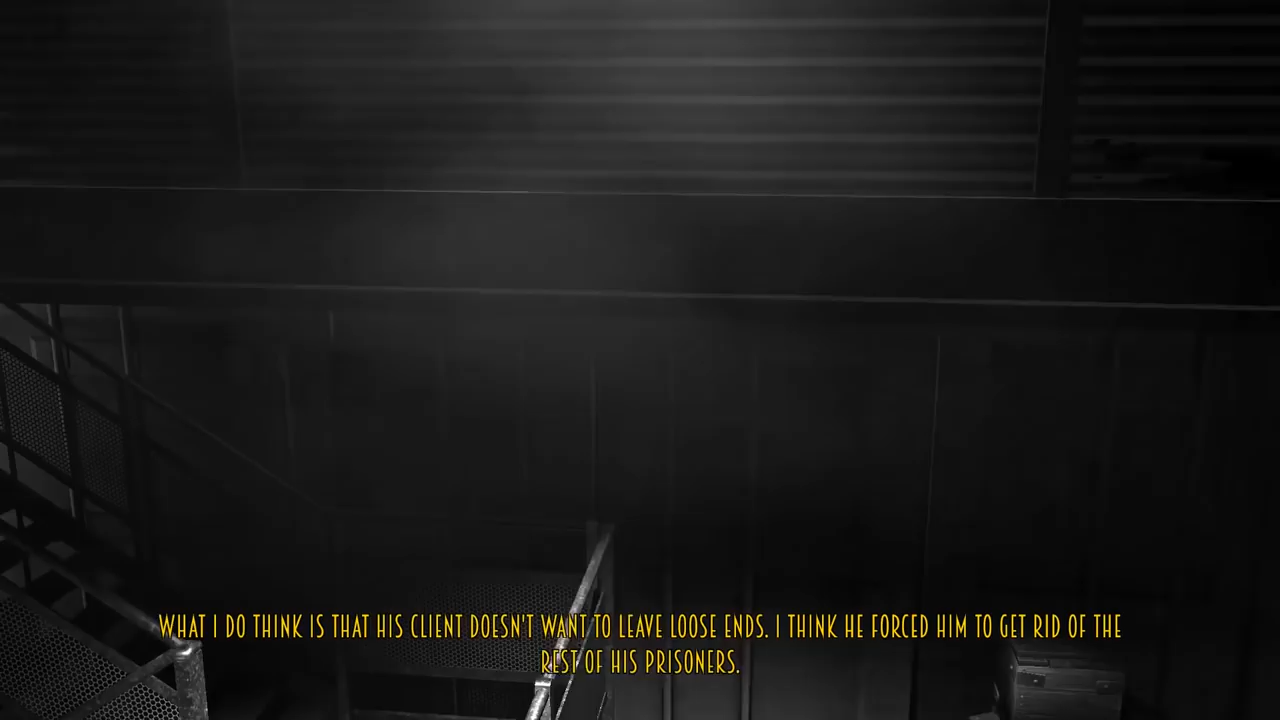 WHAT I DO THINK IS THAT HIS CLIENT DOESN'T WANT TO LEAVE LOOSE ENDS. I THINK HE FORCED HIM TO GET RID OF THE
REST OF HIS PRISONERS.